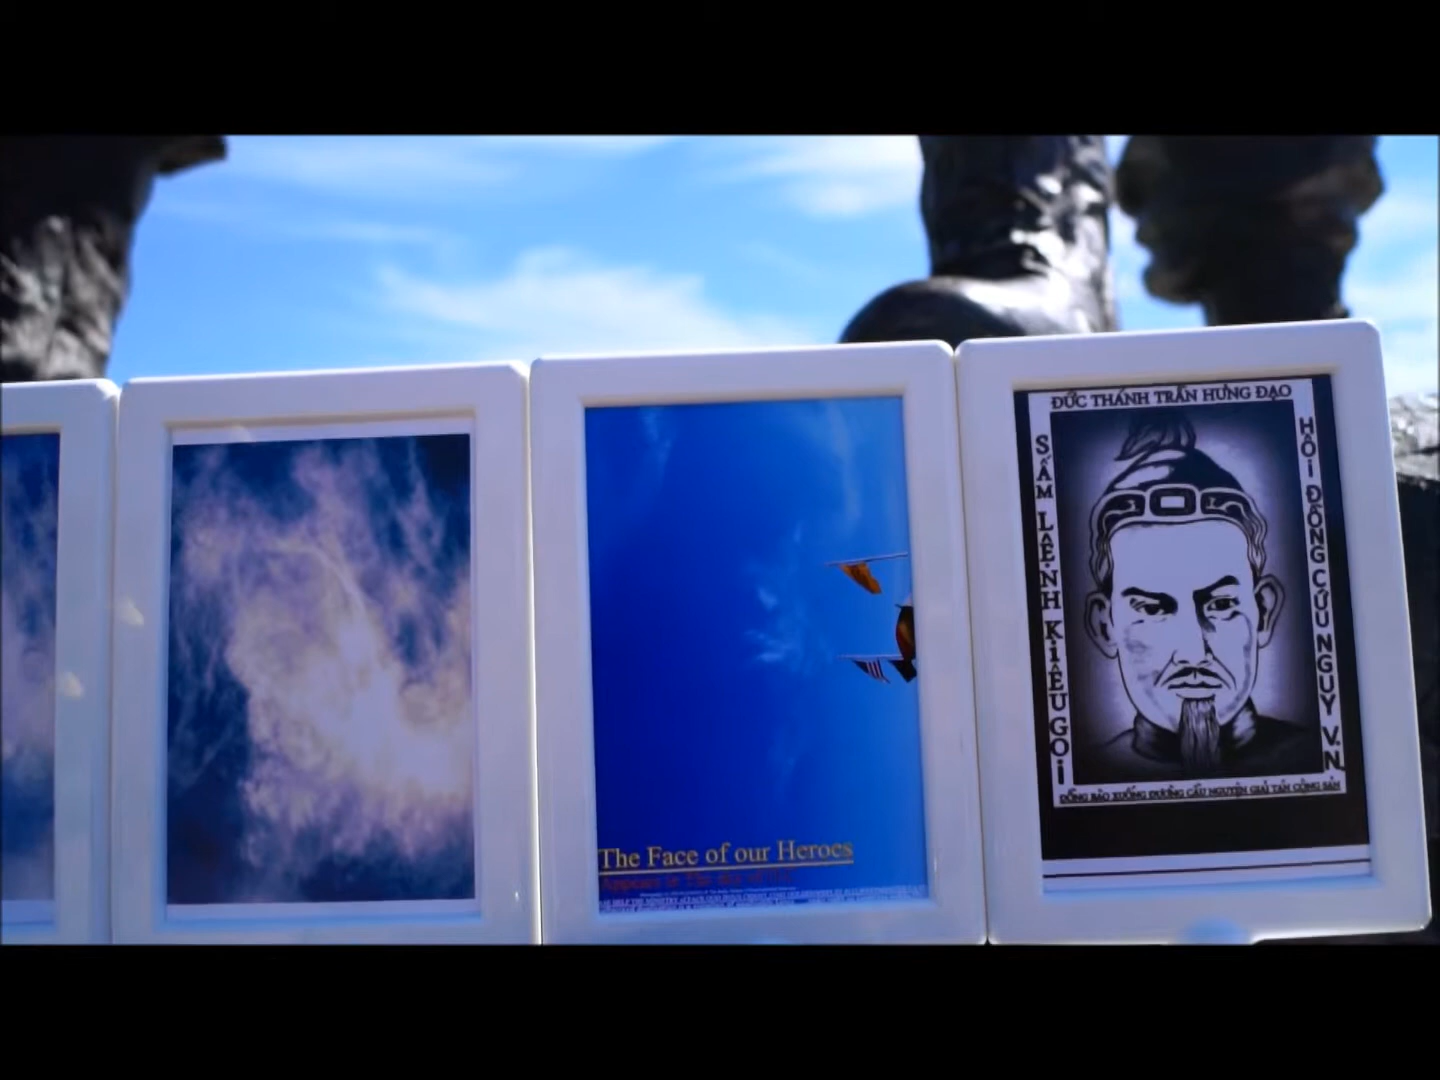 The Face of our Heroes
ĐỨC THÁNH TRẦN HƯNG ĐẠO
SẤM LỆNH KIÊU GỌI
HỘI ĐỒNG CỨU NGUY V.N
ĐỒNG BÀO XUỐNG ĐƯỜNG CẦU NGUYỆN GIẢI TÁN CỘNG SẢN